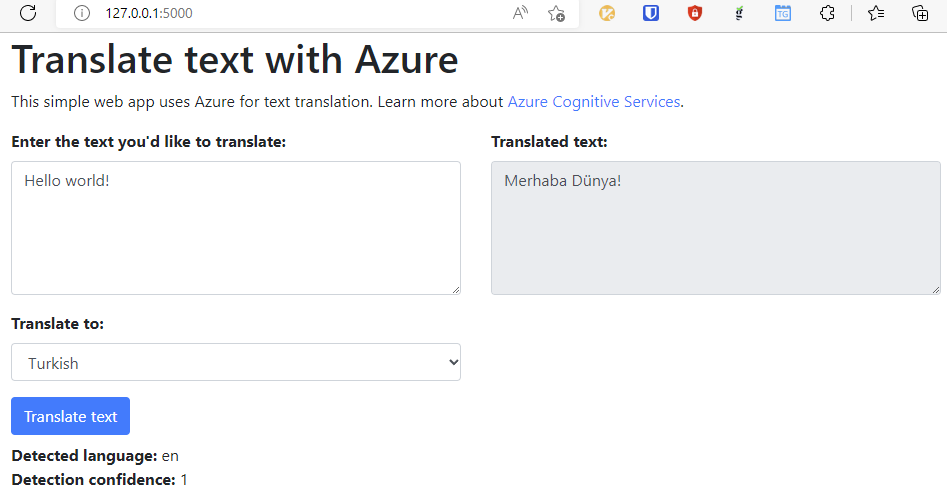 127.0.0.1:5000
Translate text with Azure
This simple web app uses Azure for text translation. Learn more about Azure Cognitive Services.
Enter the text you'd like to translate:
Hello world!
Translated text:
Merhaba Dünya!
Translate to:
Turkish
Translate text
Detected language: en
Detection confidence: 1